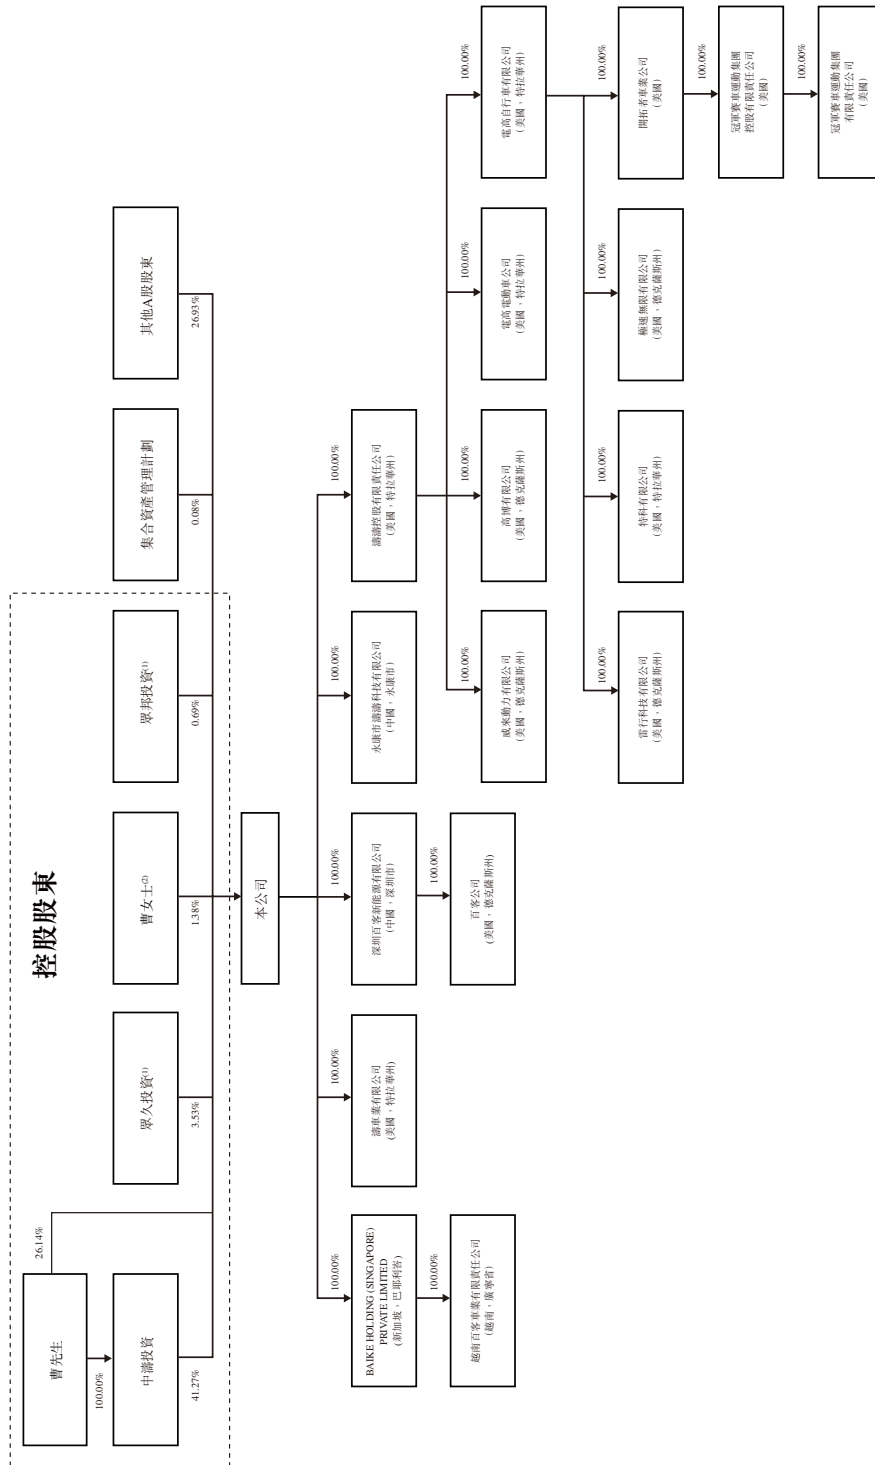 控股股東
曹先生
26.14%
100.00%
中濤投資
41.27%
眾久投資(1)
3.53%
曹女士(2)
1.38%
眾邦投資(1)
0.69%
集合資產管理計劃
0.08%
其他A股股東
26.93%
本公司
100.00%
BAIKE HOLDING (SINGAPORE)
PRIVATE LIMITED
(新加坡、巴耶利峇)
100.00%
越南百客車業有限責任公司
(越南、廣寧省)
100.00%
濤車業有限公司
(美國、特拉華州)
100.00%
深圳百客新能源有限公司
(中國、深圳市)
100.00%
百客公司
(美國、德克薩斯州)
100.00%
永康市濤濤科技有限公司
(中國、永康市)
100.00%
濤濤控股有限責任公司
(美國、特拉華州)
100.00%
威來動力有限公司
(美國、德克薩斯州)
100.00%
高博有限公司
(美國、德克薩斯州)
100.00%
電高電動車公司
(美國、特拉華州)
100.00%
電高自行車有限公司
(美國、特拉華州)
100.00%
雷行科技有限公司
(美國、德克薩斯州)
100.00%
特科有限公司
(美國、特拉華州)
100.00%
極速無限有限公司
(美國、德克薩斯州)
100.00%
開拓者車業公司
(美國)
100.00%
冠軍賽車運動集團
控股有限責任公司
(美國)
100.00%
冠軍賽車運動集團
有限責任公司
(美國)